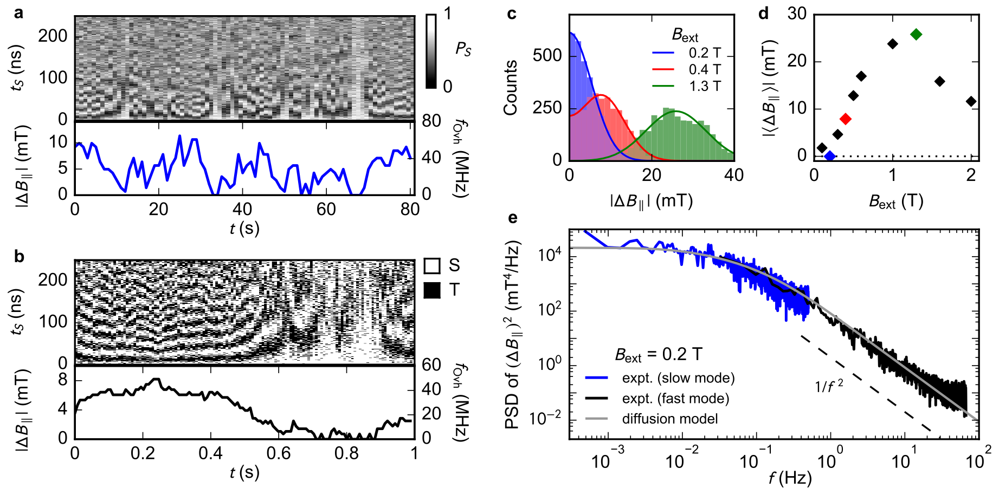 a
200
100
0
t_S (ns)
1
0
P_S
10
5
0
|ΔB_∥| (mT)
80
40
0
f_Ovh (MHz)
0 20 40 60 80
t (s)
b
200
100
0
t_S (ns)
S
T
8
4
0
|ΔB_∥| (mT)
60
40
20
0
f_Ovh (MHz)
0 0.2 0.4 0.6 0.8 1
t (s)
c
500
250
0
Counts
B_ext
0.2 T
0.4 T
1.3 T
0 20 40
|ΔB_∥| (mT)
d
30
20
10
0
|⟨ΔB_∥⟩| (mT)
0 1 2
B_ext (T)
e
10^4
10^2
10^0
10^−2
PSD of (ΔB_∥)^2 (mT^4/Hz)
B_ext = 0.2 T
expt. (slow mode)
expt. (fast mode)
diffusion model
1/f^2
10^−3 10^−2 10^−1 10^0 10^1 10^2
f (Hz)